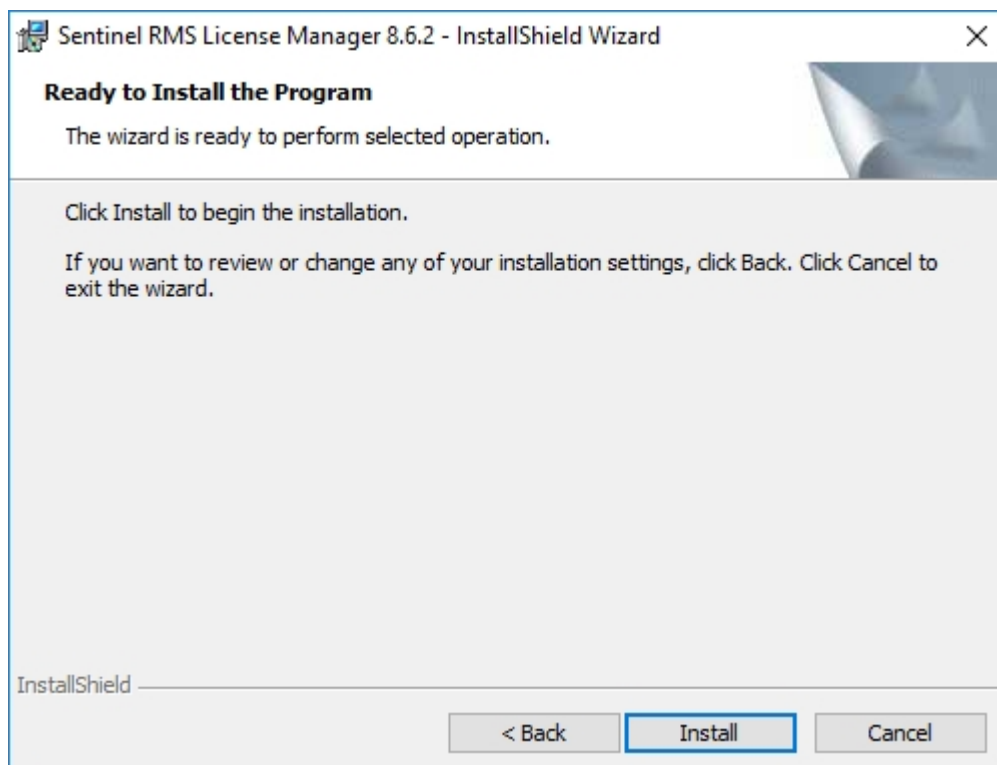 Sentinel RMS License Manager 8.6.2 - InstallShield Wizard
Ready to Install the Program
The wizard is ready to perform selected operation.
Click Install to begin the installation.
If you want to review or change any of your installation settings, click Back. Click Cancel to
exit the wizard.
InstallShield
< Back Install Cancel